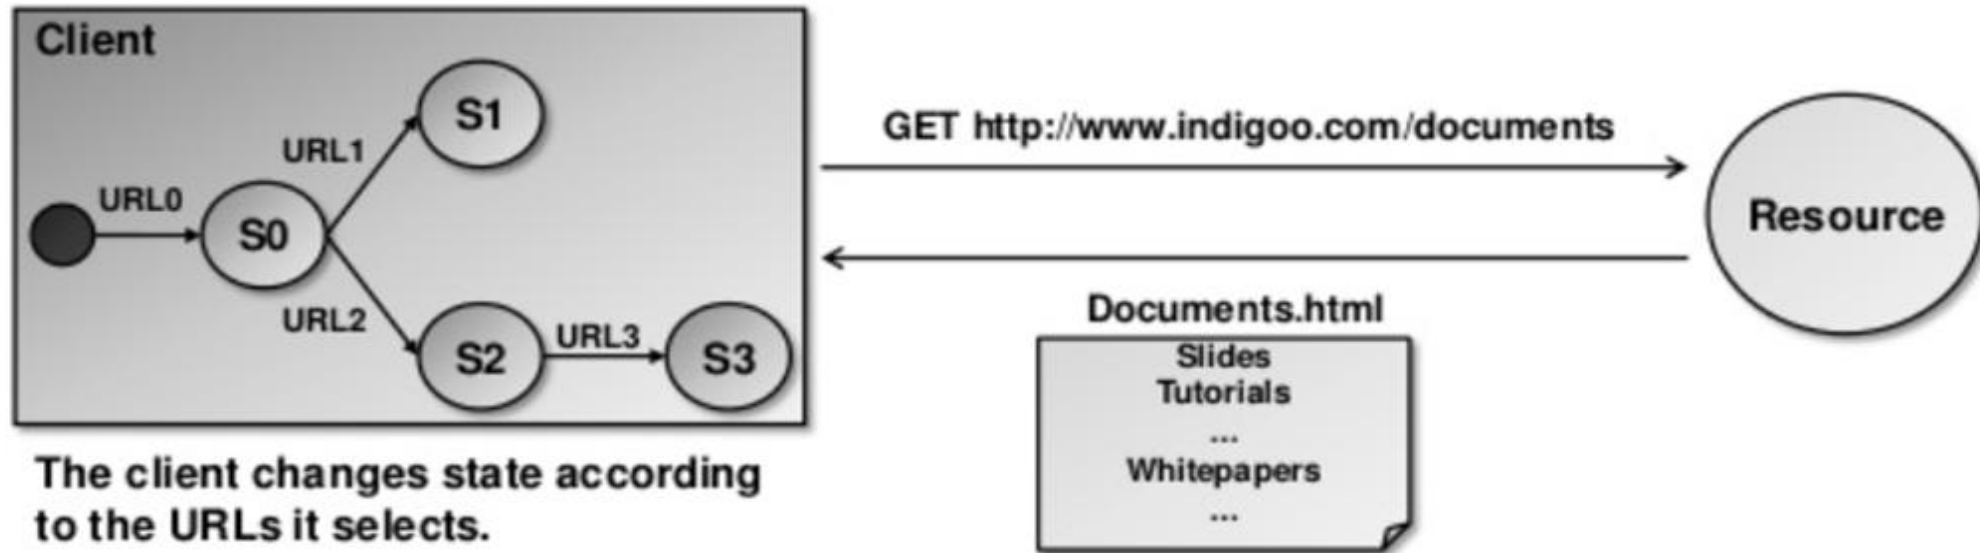 Client
S1
URL1
URL0
S0
URL2
S2
URL3
S3
The client changes state according
to the URLs it selects.
GET http://www.indigoo.com/documents
Resource
Documents.html
Slides
Tutorials
...
Whitepapers
...